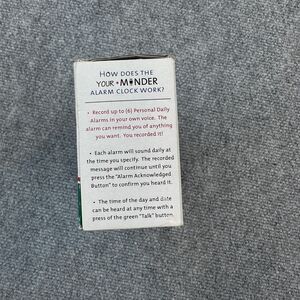 HOW DOES THE
YOUR • MINDER
ALARM CLOCK WORK?
• Record up to (6) Personal Daily
Alarms in your own voice. The
alarm can remind you of anything
you want. You recorded it!
• Each alarm will sound daily at
the time you specify. The recorded
message will continue until you
press the "Alarm Acknowledged
Button" to confirm you heard it.
• The time of the day and date
can be heard at any time with a
press of the green "Talk" button.